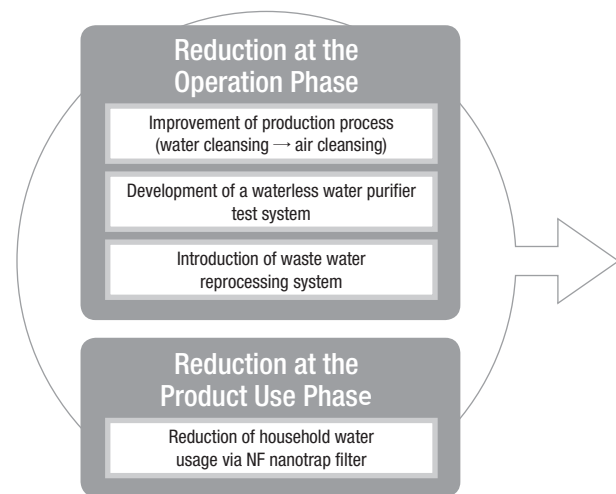 Reduction at the
Operation Phase
Improvement of production process
(water cleansing → air cleansing)
Development of a waterless water purifier
test system
Introduction of waste water
reprocessing system
Reduction at the
Product Use Phase
Reduction of household water
usage via NF nanotrap filter